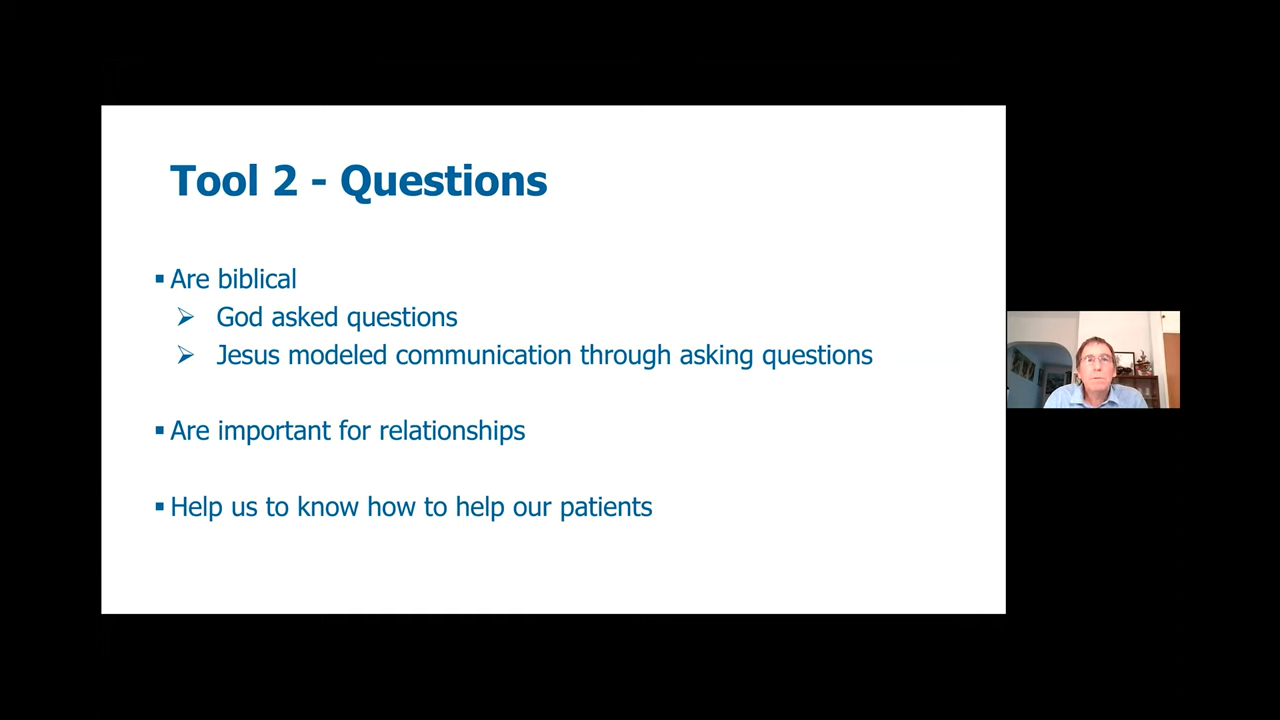 Tool 2 - Questions
▪ Are biblical
➢ God asked questions
➢ Jesus modeled communication through asking questions
▪ Are important for relationships
▪ Help us to know how to help our patients